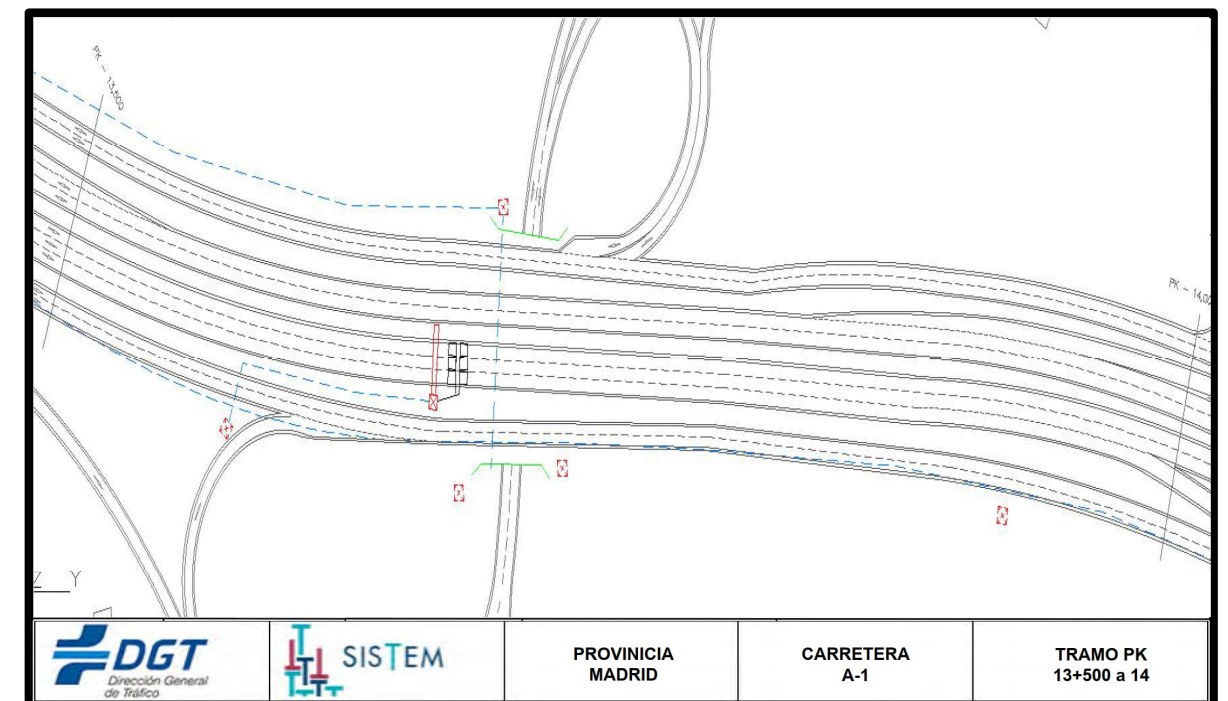 PK - 13,500
PK - 14,00
Z Y
DGT
Dirección General
de Tráfico
SISTEM
PROVINICIA
MADRID
CARRETERA
A-1
TRAMO PK
13+500 a 14